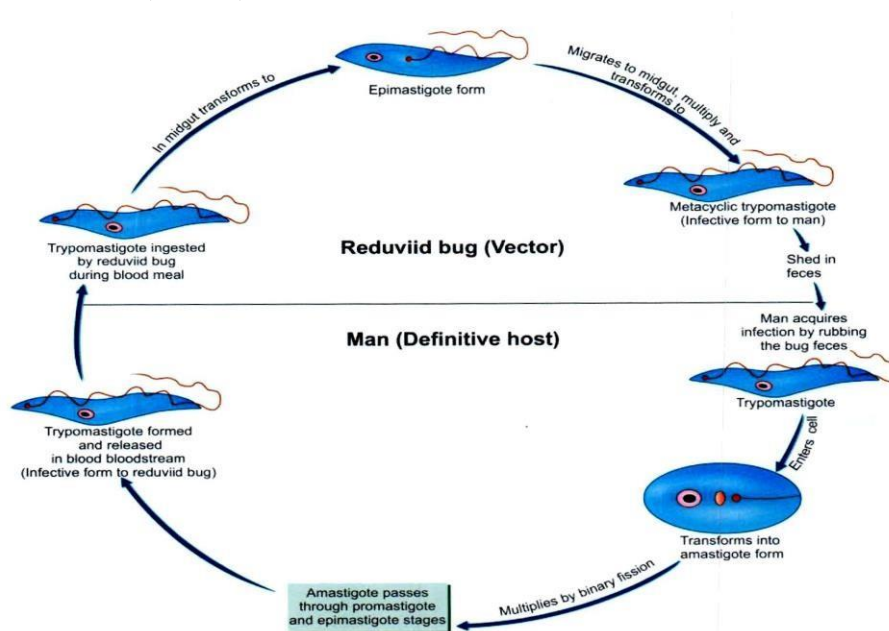 Epimastigote form
In midgut transforms to
Migrates to midgut, multiply and
transforms to
Metacyclic trypomastigote
(Infective form to man)
Trypomastigote ingested
by reduviid bug
during blood meal
Reduviid bug (Vector)
Shed in
feces
Man (Definitive host)
Man acquires
infection by rubbing
the bug feces
Trypomastigote
Trypomastigote formed
and released
in blood bloodstream
(Infective form to reduviid bug)
Enters cell
Transforms into
amastigote form
Multiplies by binary fission
Amastigote passes
through promastigote
and epimastigote stages